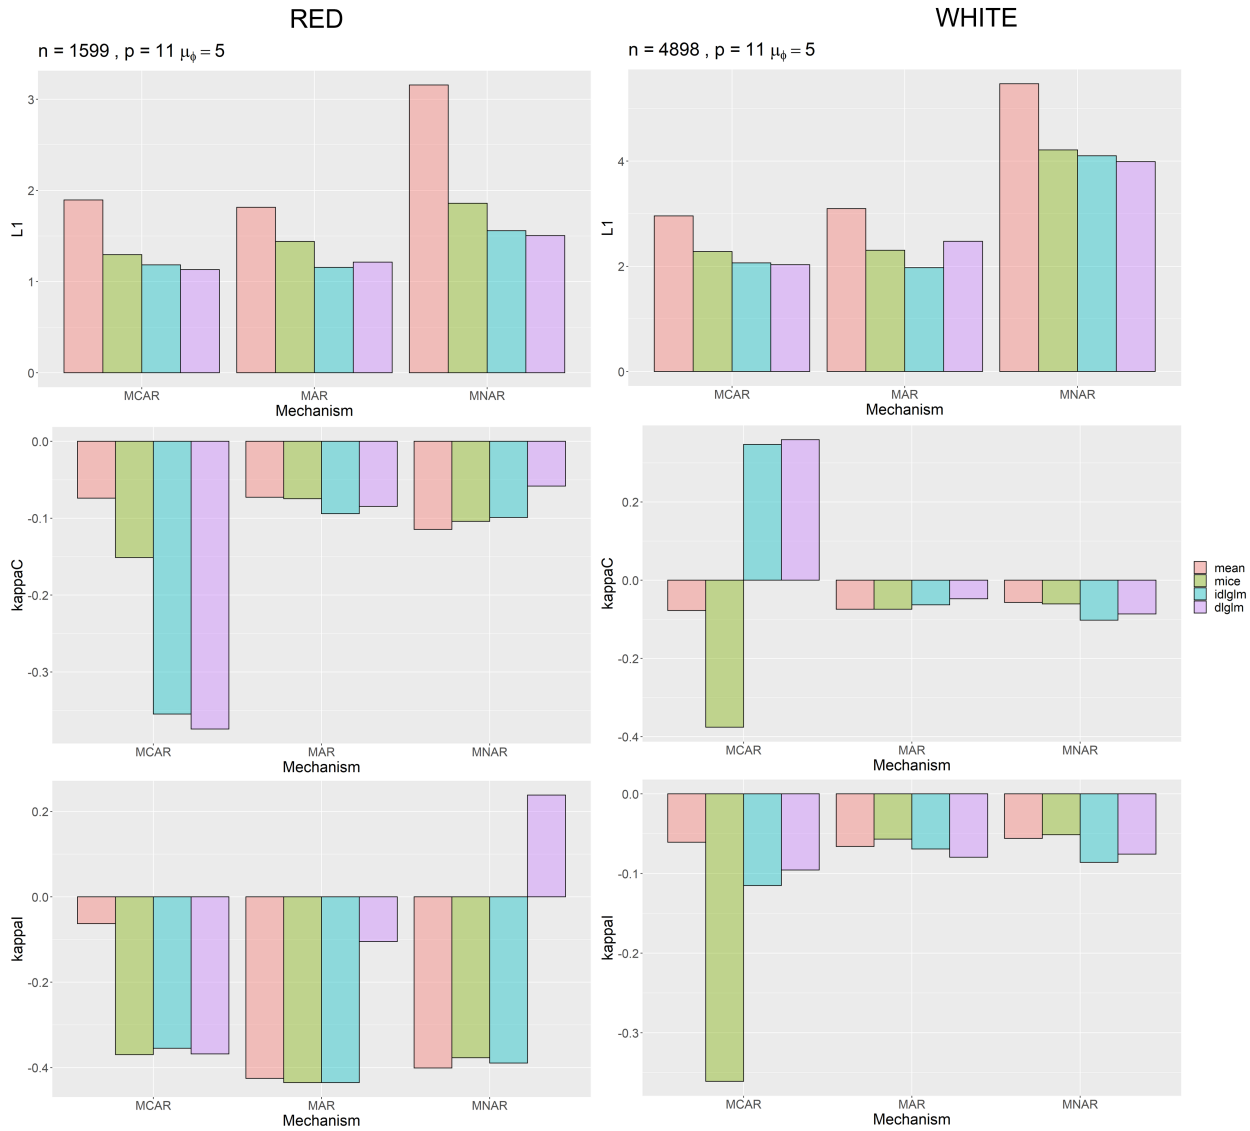 RED
n = 1599 , p = 11 μϕ = 5
3
2
1
0
L1
MCAR MAR MNAR
Mechanism
0.0
-0.1
-0.2
-0.3
kappaC
MCAR MAR MNAR
Mechanism
0.2
0.0
-0.2
-0.4
kappaI
MCAR MAR MNAR
Mechanism
WHITE
n = 4898 , p = 11 μϕ = 5
4
2
0
L1
MCAR MAR MNAR
Mechanism
0.2
0.0
-0.2
-0.4
kappaC
MCAR MAR MNAR
Mechanism
0.0
-0.1
-0.2
-0.3
kappaI
MCAR MAR MNAR
Mechanism
mean
mice
idlglm
dlglm